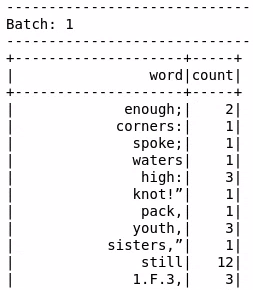 -------------------------------
Batch: 1
-------------------------------
+--------------------+-----+
|                word|count|
+--------------------+-----+
|             enough;|    2|
|            corners:|    1|
|              spoke;|    1|
|              waters|    1|
|               high:|    3|
|              knot!”|    1|
|               pack,|    1|
|              youth,|    3|
|           sisters,”|    1|
|               still|   12|
|              1.F.3,|    3|